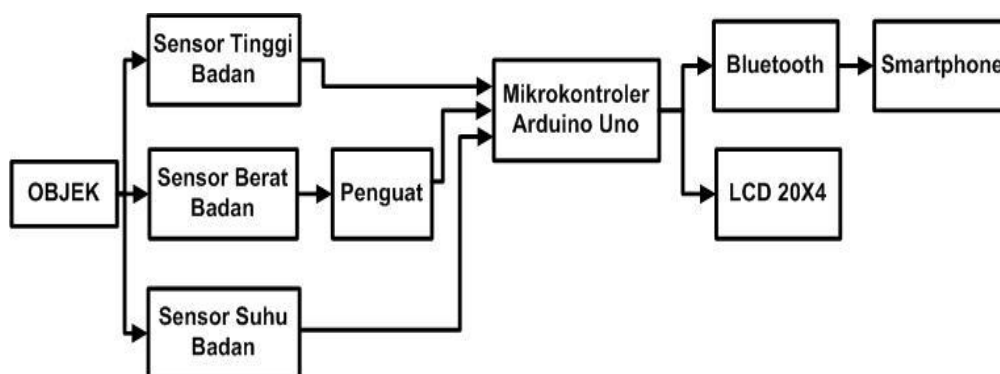 OBJEK
Sensor Tinggi
Badan
Sensor Berat
Badan
Penguat
Sensor Suhu
Badan
Mikrokontroler
Arduino Uno
Bluetooth
Smartphone
LCD 20X4